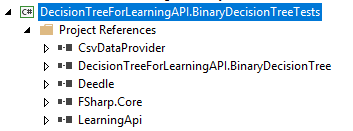 C# DecisionTreeForLearningAPI.BinaryDecisionTreeTests
Project References
CsvDataProvider
DecisionTreeForLearningAPI.BinaryDecisionTree
Deedle
FSharp.Core
LearningApi